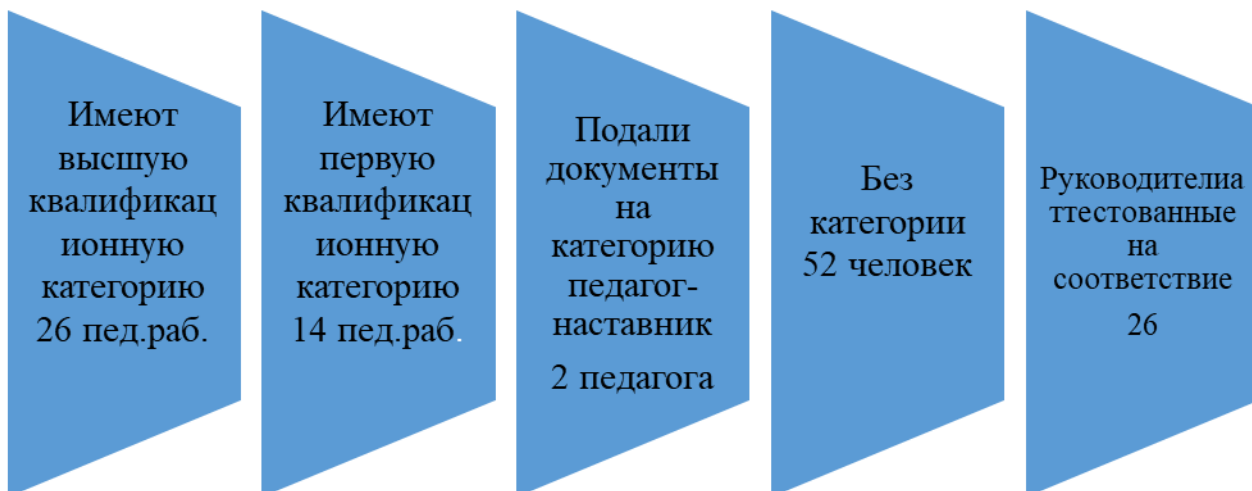 Имеют
высшую
квалификац
ионную
категорию
26 пед.раб.
Имеют
первую
квалификац
ионную
категорию
14 пед.раб.
Подали
документы
на
категорию
педагог-
наставник
2 педагога
Без
категории
52 человек
Руководителиа
ттестованные
на
соответствие
26